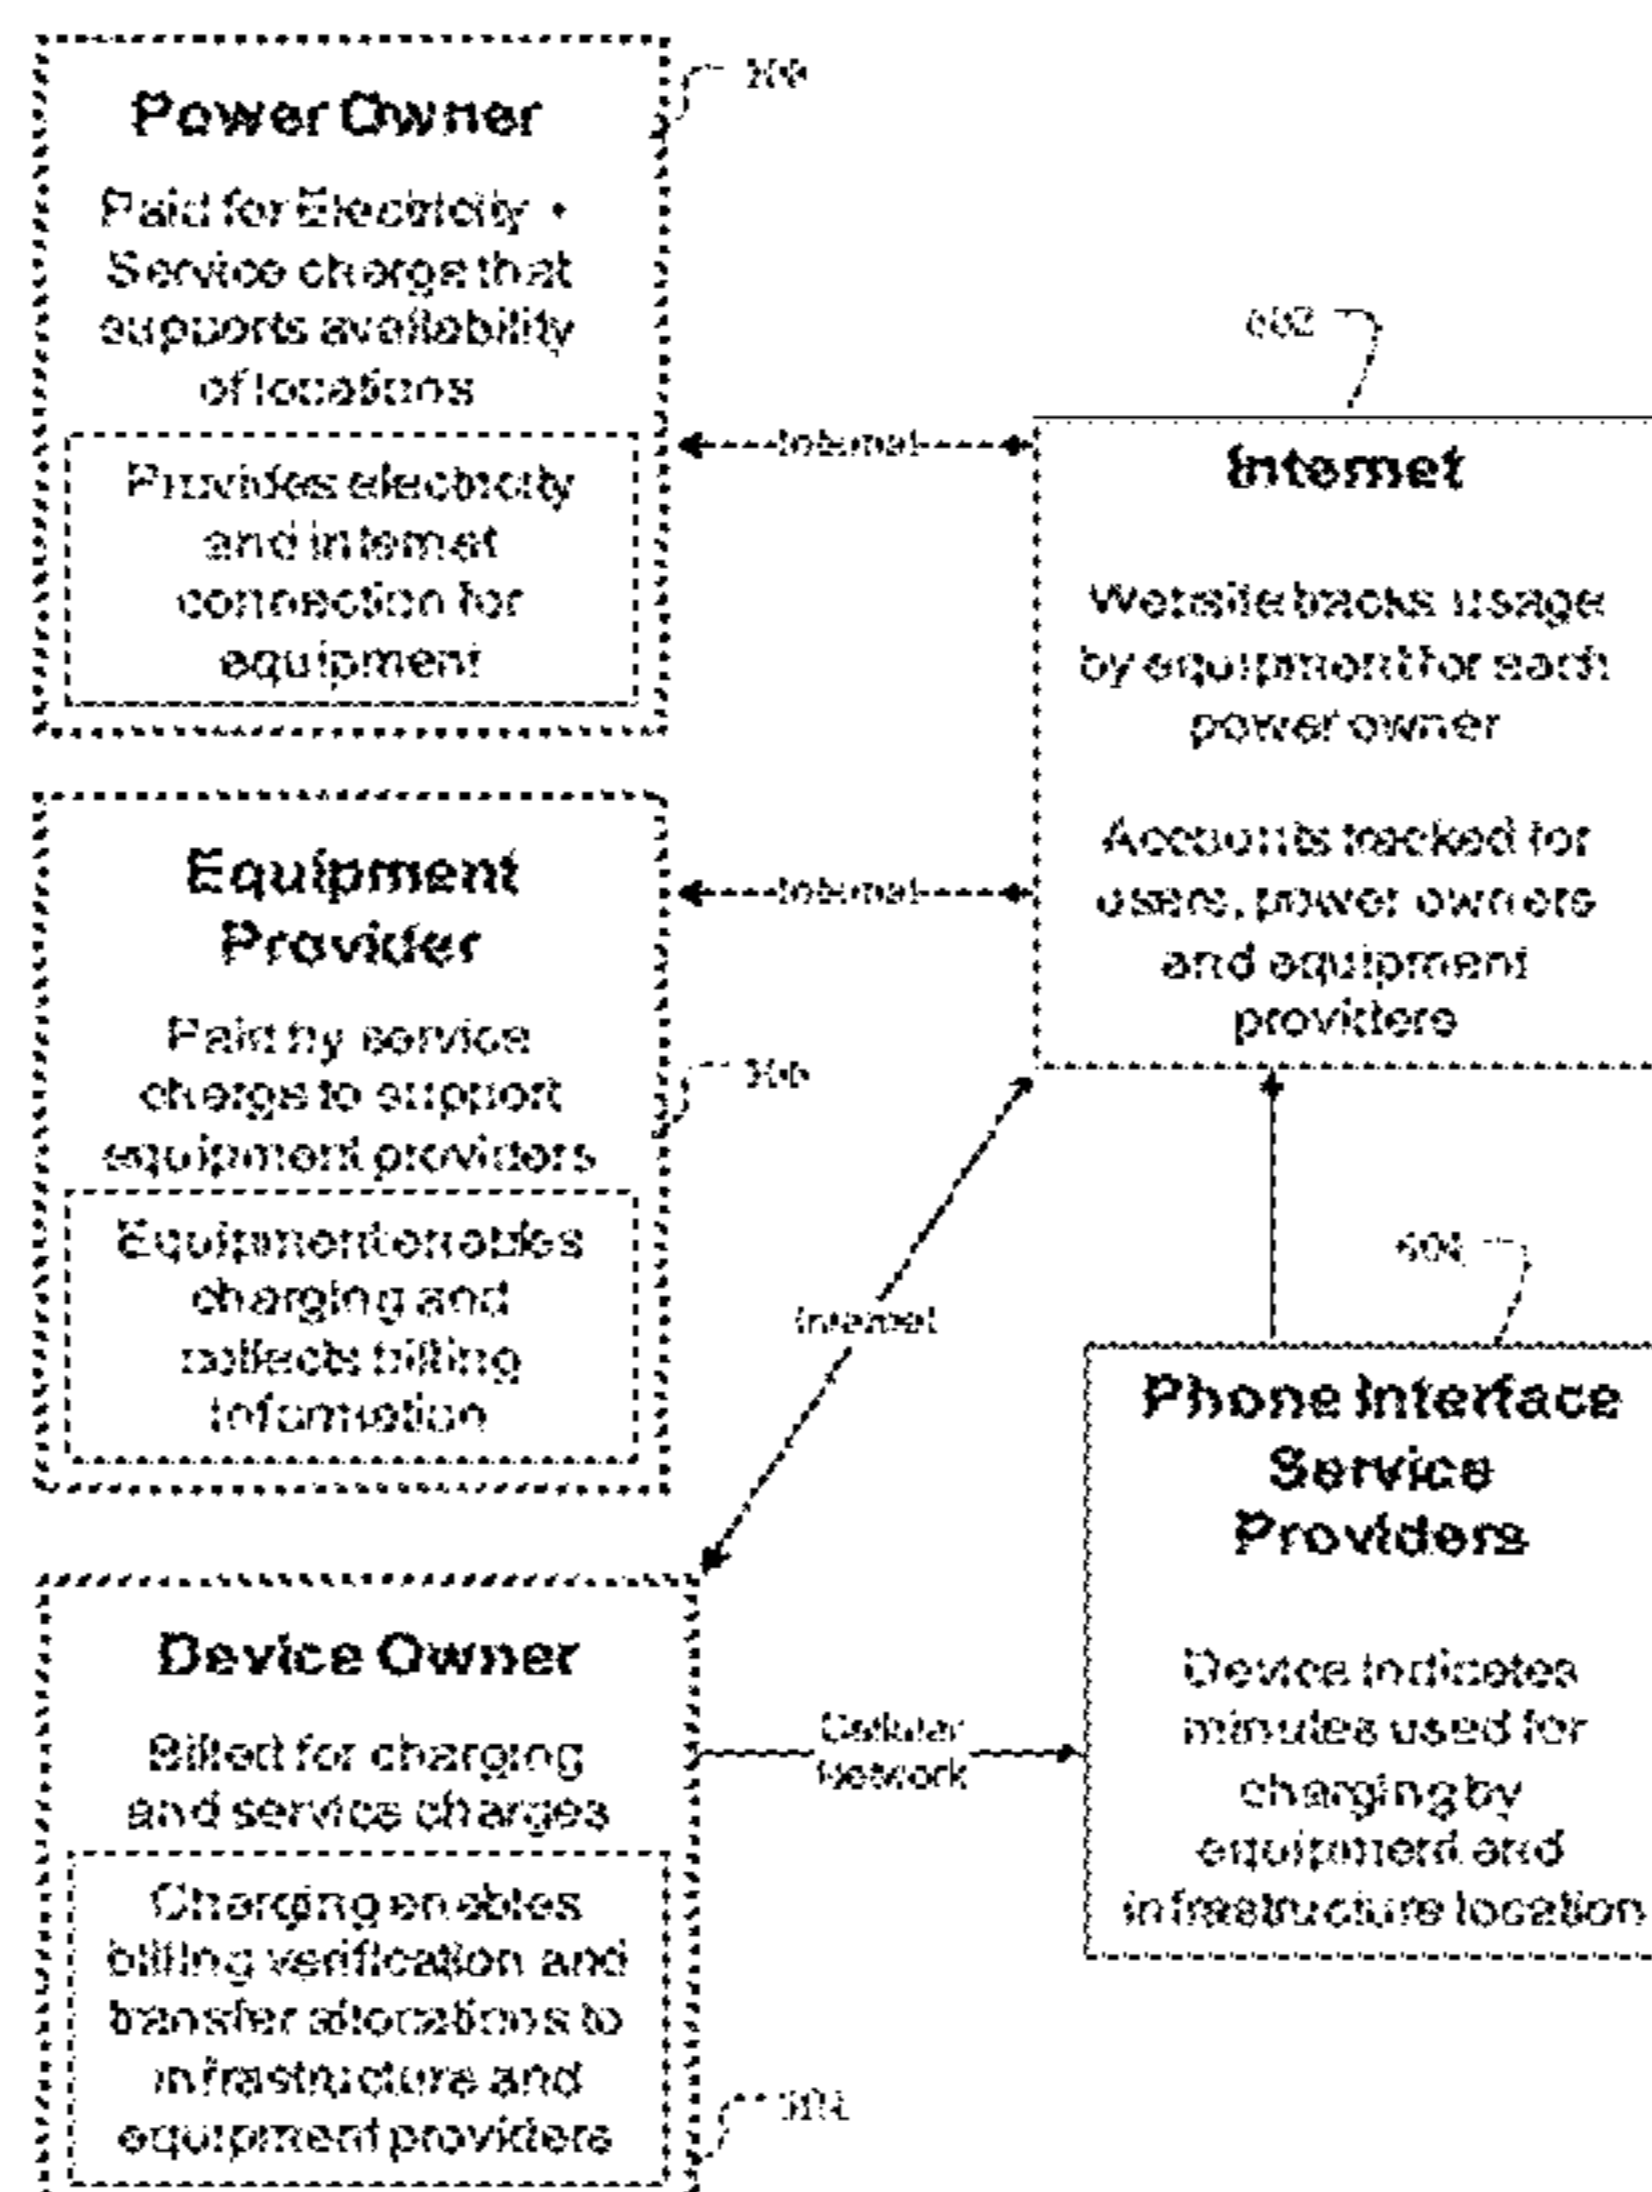 Power Owner
Paid for Electricity •
Service charge that
supports availability
of locations
Provides electricity
and internet
connection for
equipment
Internet
Internet
Website tracks usage
by equipment for each
power owner
Accounts tracked for
users, power owners
and equipment
providers
Equipment
Provider
Paid by service
charge to support
equipment providers
Equipment enables
charging and
collects billing
information
Internet
Internet
Phone Interface
Service
Providers
Device indicates
minutes used for
charging by
equipment and
infrastructure location
Device Owner
Billed for charging
and service charges
Charging enables
billing verification and
transfer allocations to
infrastructure and
equipment providers
Cellular
Network